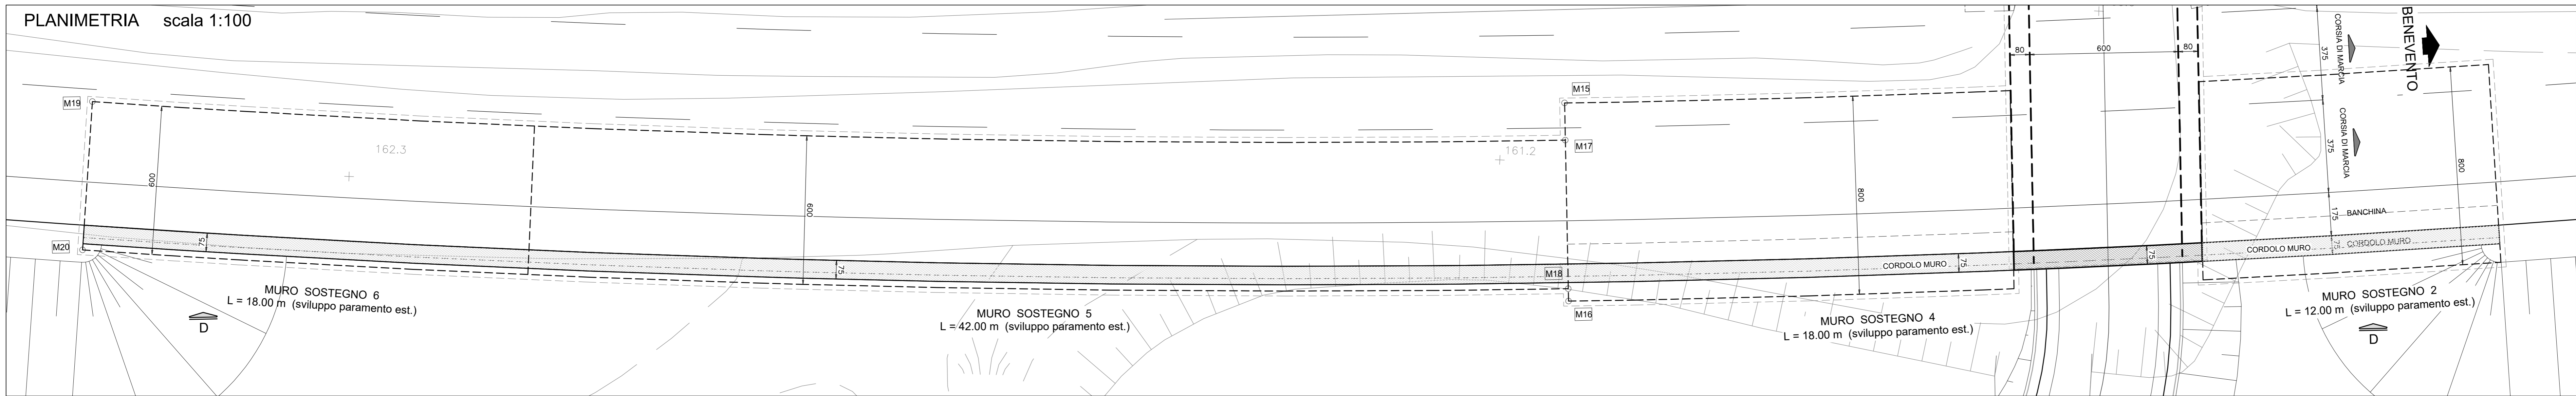 PLANIMETRIA scala 1:100
M19
162.3
600
M20
75
MURO SOSTEGNO 6
L = 18.00 m (sviluppo paramento est.)
D
600
75
MURO SOSTEGNO 5
L = 42.00 m (sviluppo paramento est.)
161.2
M15
M17
M18
M16
800
CORDOLO MURO
75
MURO SOSTEGNO 4
L = 18.00 m (sviluppo paramento est.)
80
600
80
75
CORSIA DI MARCIA
375
BENEVENTO
CORSIA DI MARCIA
375
800
175
BANCHINA
CORDOLO MURO
75
CORDOLO MURO
MURO SOSTEGNO 2
L = 12.00 m (sviluppo paramento est.)
D